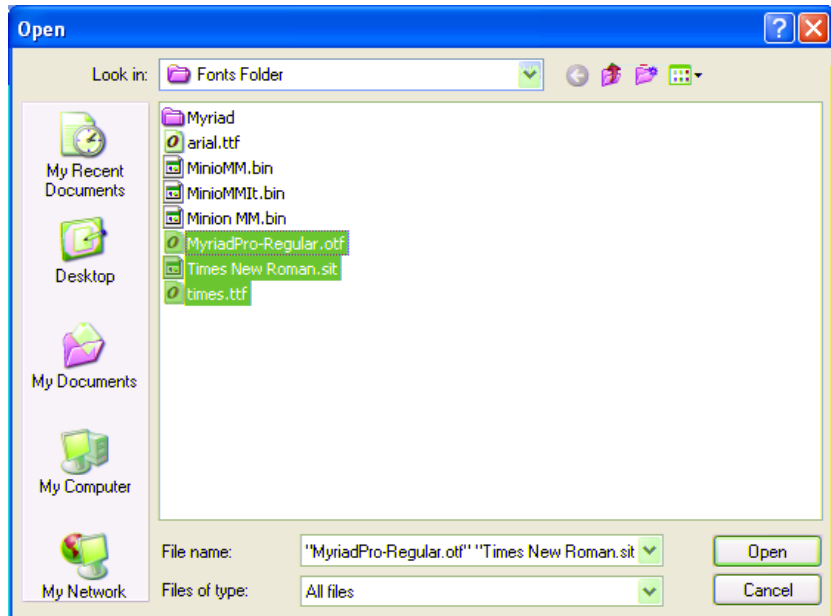 Open
Look in: Fonts Folder
My Recent
Documents
Desktop
My Documents
My Computer
My Network
Myriad
arial.ttf
MinioMM.bin
MinioMMIt.bin
Minion MM.bin
MyriadPro-Regular.otf
Times New Roman.sit
times.ttf
File name: "MyriadPro-Regular.otf" "Times New Roman.sit Open
Files of type: All files Cancel